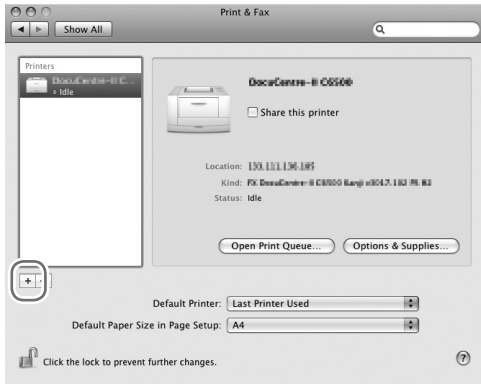 Print & Fax
Show All
Printers
Idle
Share this printer
Location:
Kind:
Status: Idle
Open Print Queue... Options & Supplies...
+ -
Default Printer: Last Printer Used
Default Paper Size in Page Setup: A4
Click the lock to prevent further changes.
?